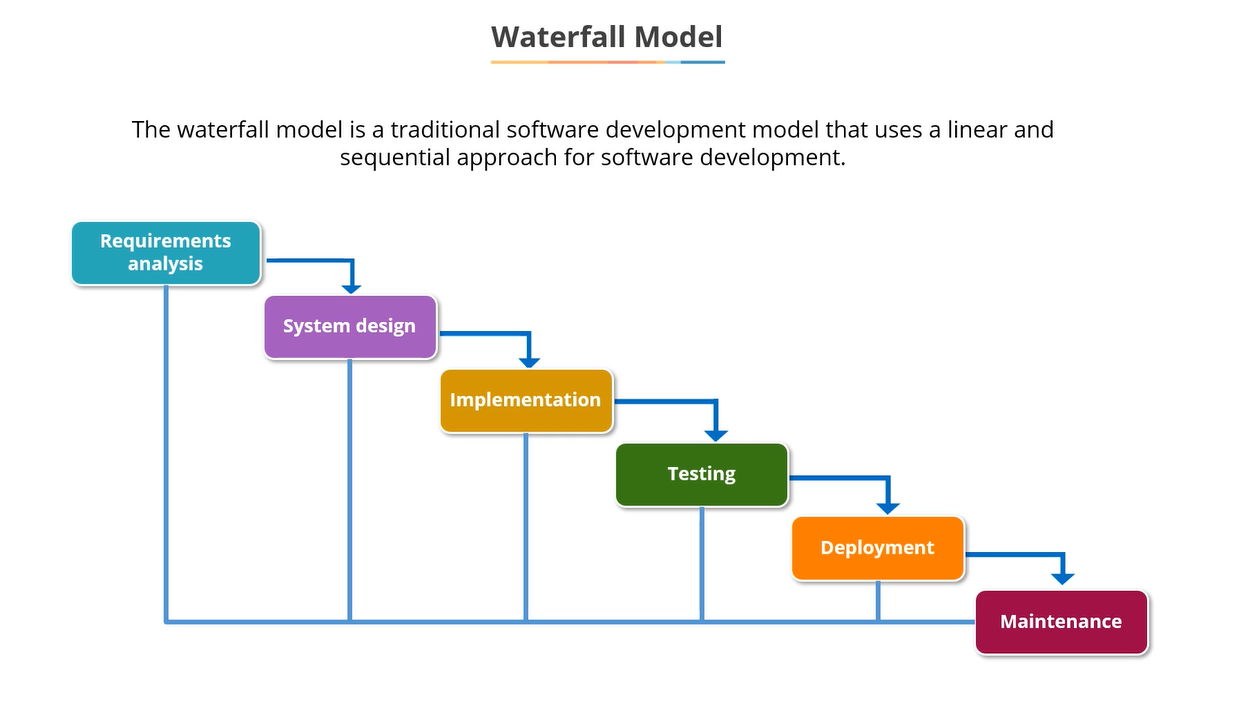 Waterfall Model
The waterfall model is a traditional software development model that uses a linear and
sequential approach for software development.
Requirements
analysis
System design
Implementation
Testing
Deployment
Maintenance